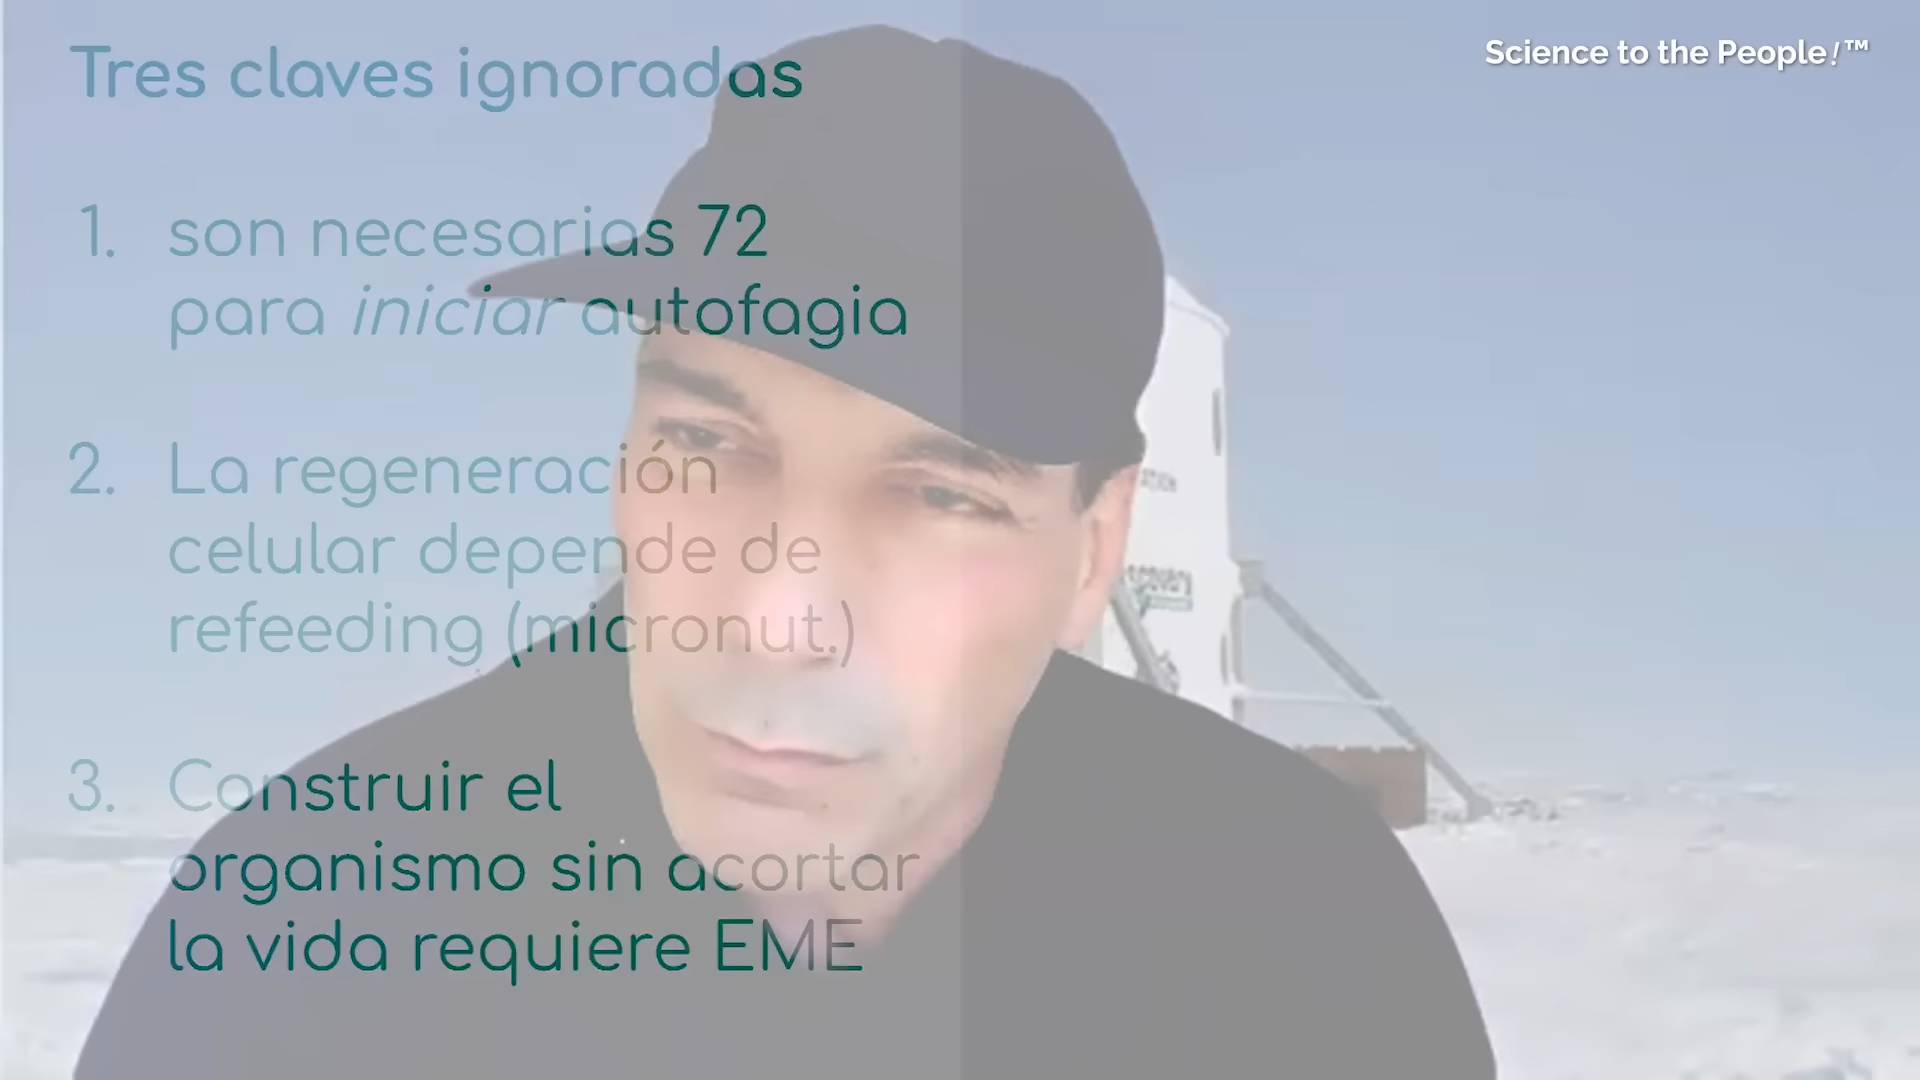 Science to the People!™
Tres claves ignoradas
1. son necesarias 72
para iniciar autofagia
2. La regeneración
celular depende de
refeeding (micronut.)
3. Construir el
organismo sin acortar
la vida requiere EME